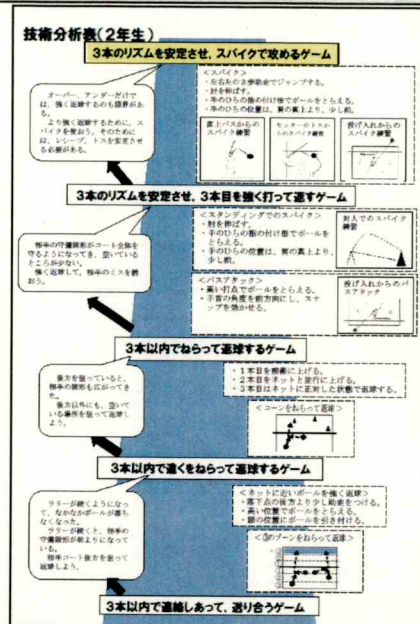 技術分析表(2年生)
3本のリズムを安定させ、スパイクで攻めるゲーム
オーバー、アンダーだけで
は、強く返球するのも限界が
ある。
より強く返球するために、ス
パイクを使おう。そのために
は、レシーブ、トスを安定させ
る必要がある。
<スパイク>
・左右左の3歩助走でジャンプする。
・肘を伸ばす。
・手のひらの指の付け根でボールをとらえる。
・手のひらの位置は、肩の真上より、少し前。
直上パスからの
スパイク練習
センターのトスか
らのスパイク練習
投げ入れからの
スパイク練習
3本のリズムを安定させ、3本目を強く打って返すゲーム
相手の守備隊形がコート全体を
守るようになってき、空いている
ところが少ない。
強く返球して、相手のミスを誘
おう。
<スタンディングでのスパイク>
・肘を伸ばす。
・手のひらの指の付け根でボールを
とらえる。
・手のひらの位置は、肩の真上より、
少し前。
対人でのスパイク
練習
<パスアタック>
・高い打点でボールをとらえる。
・手首の角度を前方向にし、スナ
ップを効かせる。
投げ入れからのパ
スアタック
3本以内でねらって返球するゲーム
後方を狙っていると、
相手の隊形も広がってき
た。
後方以外にも、空いて
いる場所を狙って返球し
よう。
・1本目を前衛に上げる。
・2本目をネットと並行に上げる。
・3本目はネットに正対した状態で返球する。
<コーンをねらって返球>
3本以内で遠くをねらって返球するゲーム
ラリーが続くようになっ
て、なかなかボールが落ち
なくなった。
ラリーが続くと、相手の
守備隊形が前よりになって
いる。
相手コート後方を狙って
返球しよう。
<ネットに近いボールを強く返球>
・落下点の後方より少し助走をつける。
・高い位置でボールをとらえる。
・額の位置にボールを引き付ける。
のゾーンをねらって返球>
3本以内で連絡しあって、送り合うゲーム